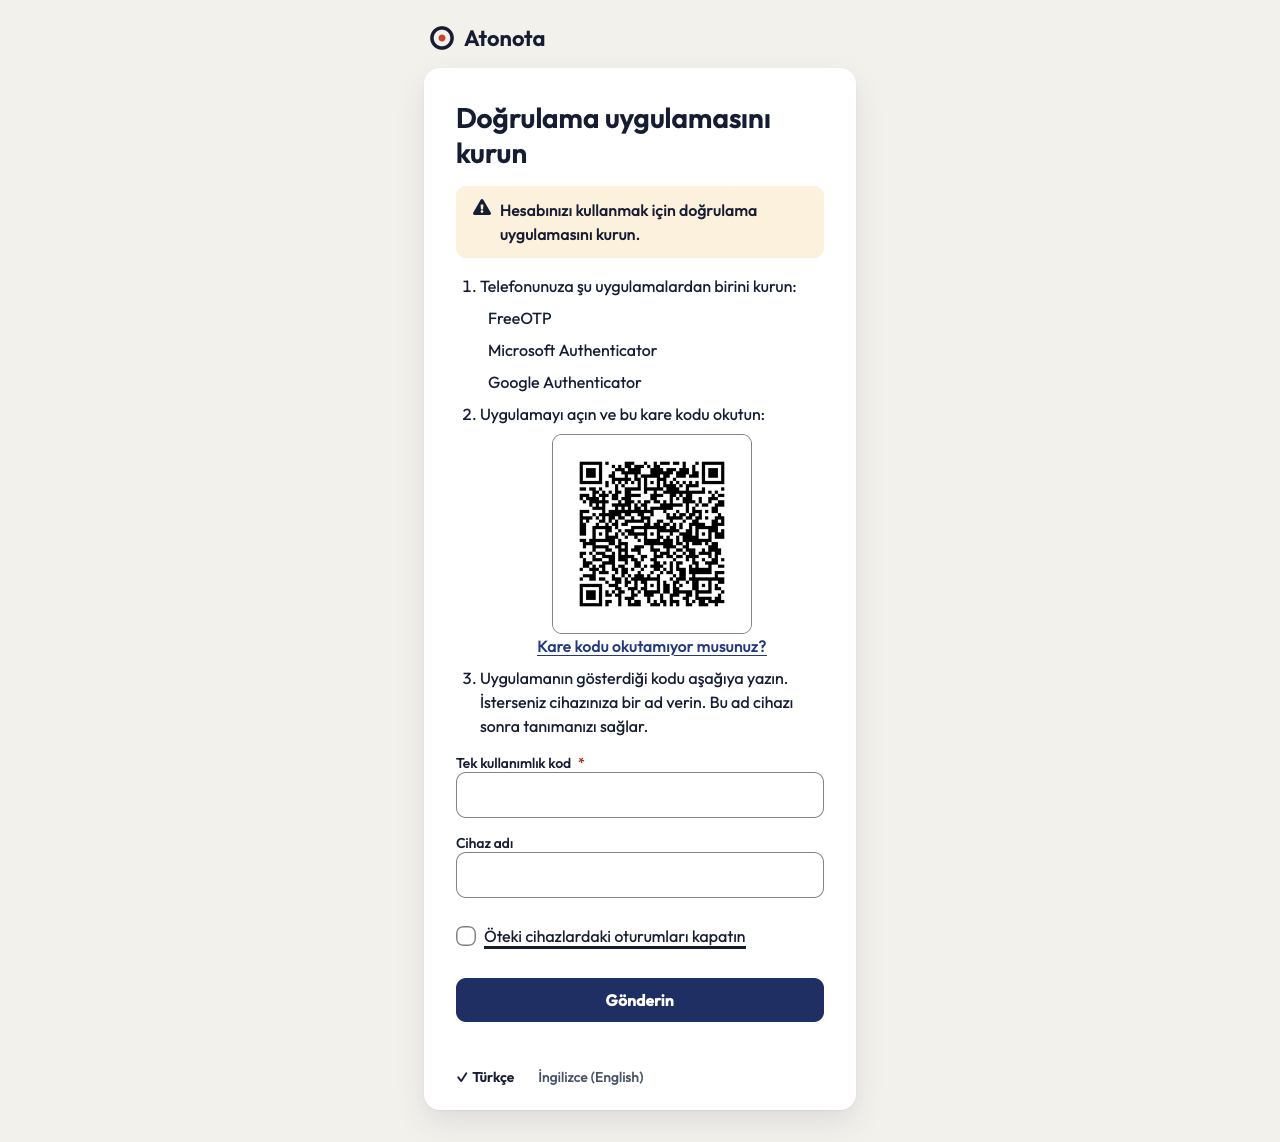 Atonota
Doğrulama uygulamasını
kurun
Hesabınızı kullanmak için doğrulama
uygulamasını kurun.
1. Telefonunuza şu uygulamalardan birini kurun:
FreeOTP
Microsoft Authenticator
Google Authenticator
2. Uygulamayı açın ve bu kare kodu okutun:
Kare kodu okutamıyor musunuz?
3. Uygulamanın gösterdiği kodu aşağıya yazın.
İsterseniz cihazınıza bir ad verin. Bu ad cihazı
sonra tanımanızı sağlar.
Tek kullanımlık kod *
Cihaz adı
Öteki cihazlardaki oturumları kapatın
Gönderin
Türkçe İngilizce (English)